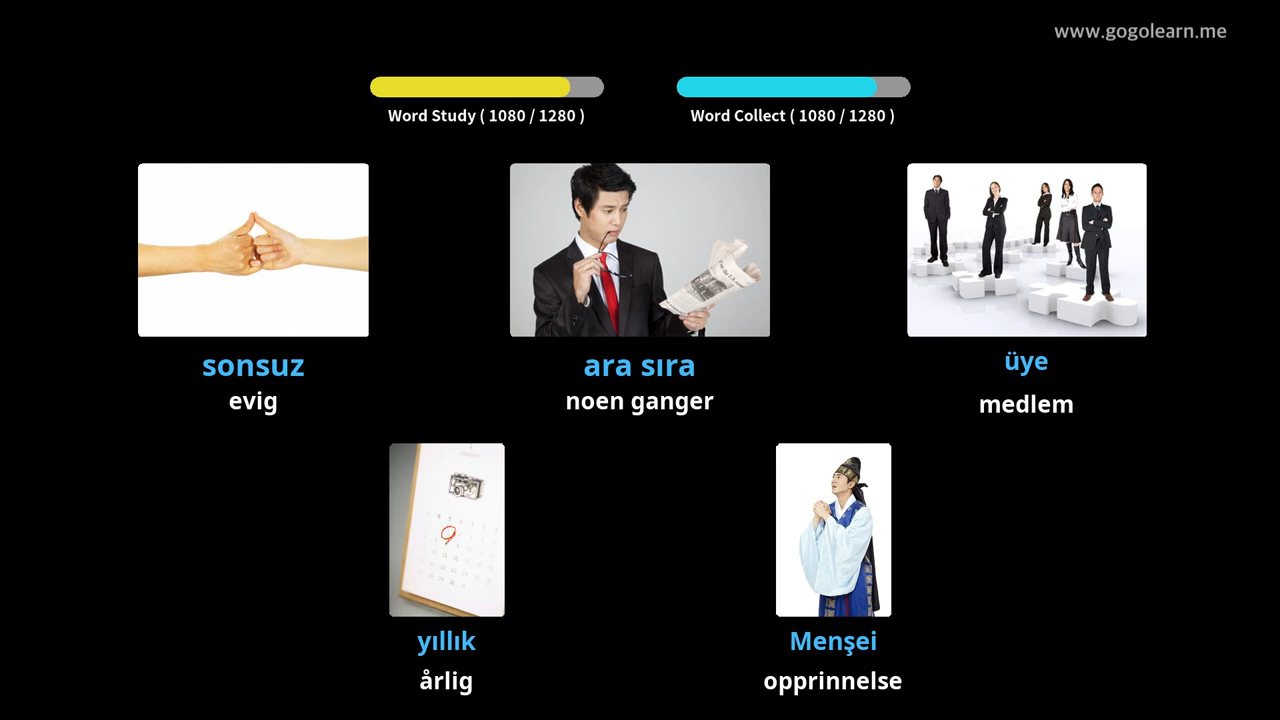 www.gogolearn.me
Word Study ( 1080 / 1280 )
Word Collect ( 1080 / 1280 )
sonsuz
evig
ara sıra
noen ganger
üye
medlem
yıllık
årlig
Menşei
opprinnelse